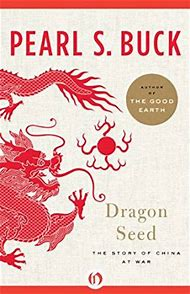 PEARL S. BUCK
AUTHOR
OF
THE GOOD
EARTH
Dragon
Seed
THE STORY OF CHINA
AT WAR